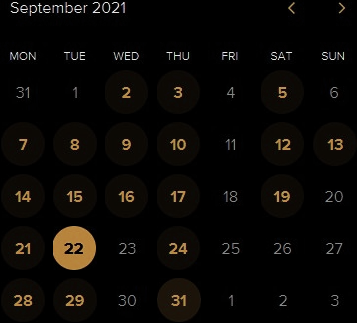 September 2021
MON TUE WED THU FRI SAT SUN
31 1 2 3 4 5 6
7 8 9 10 11 12 13
14 15 16 17 18 19 20
21 22 23 24 25 26 27
28 29 30 31 1 2 3